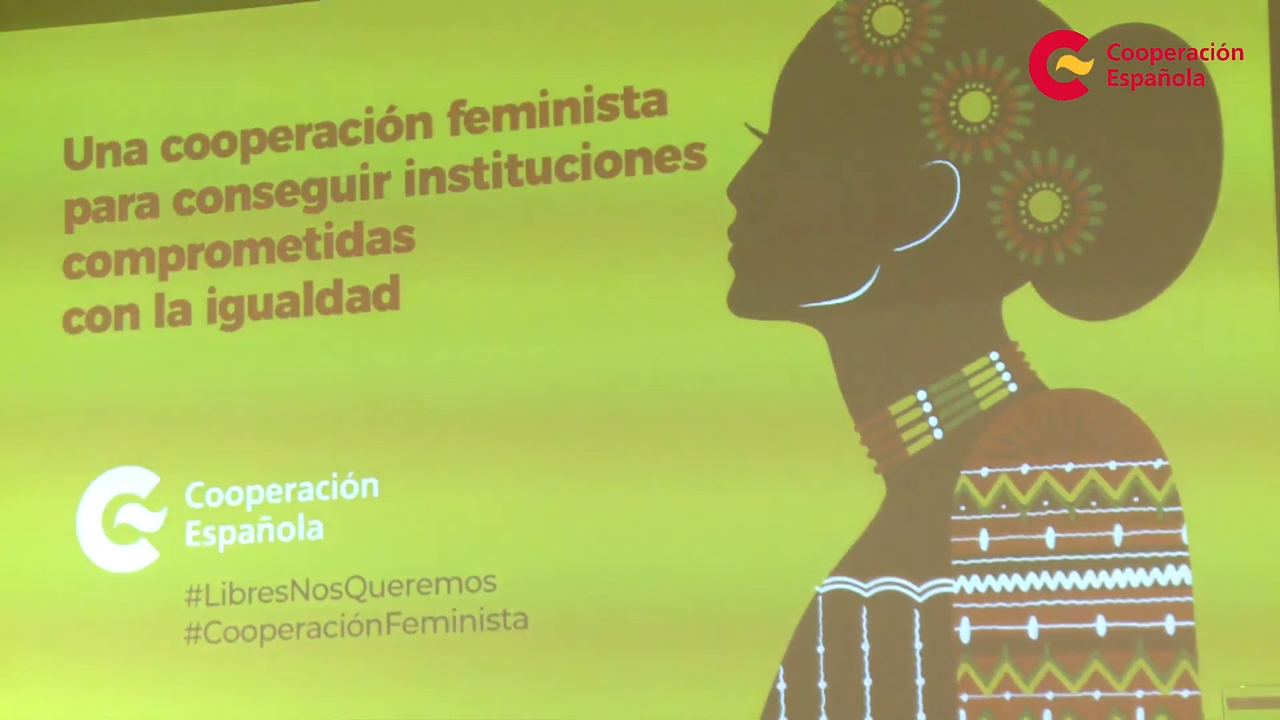 Cooperación
Española
Una cooperación feminista
para conseguir instituciones
comprometidas
con la igualdad
Cooperación
Española
#LibresNosQueremos
#CooperaciónFeminista